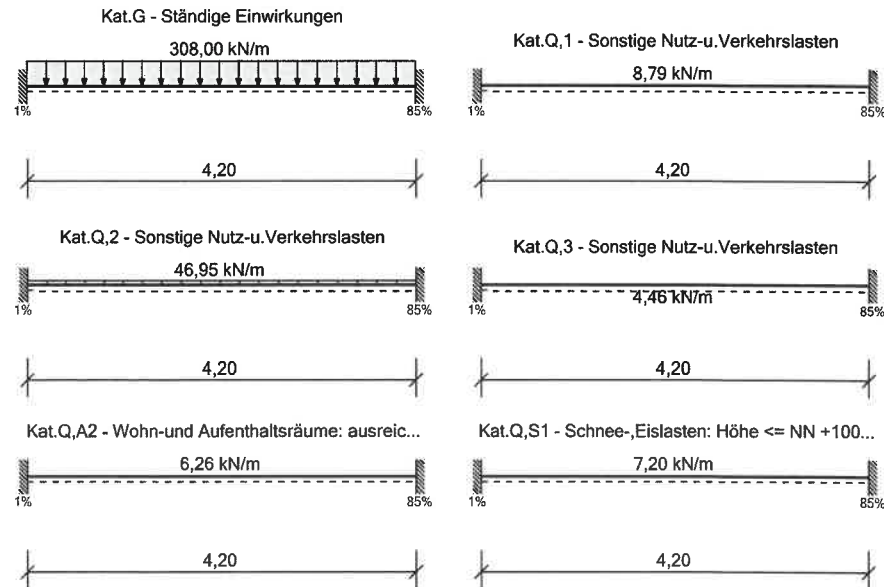 Kat.G - Ständige Einwirkungen
308,00 kN/m
1%
85%
4,20
Kat.Q,1 - Sonstige Nutz-u.Verkehrslasten
8,79 kN/m
1%
85%
4,20
Kat.Q,2 - Sonstige Nutz-u.Verkehrslasten
46,95 kN/m
1%
85%
4,20
Kat.Q,3 - Sonstige Nutz-u.Verkehrslasten
4,46 kN/m
1%
85%
4,20
Kat.Q,A2 - Wohn-und Aufenthaltsräume: ausreic...
6,26 kN/m
1%
85%
4,20
Kat.Q,S1 - Schnee-,Eislasten: Höhe <= NN +100...
7,20 kN/m
1%
85%
4,20